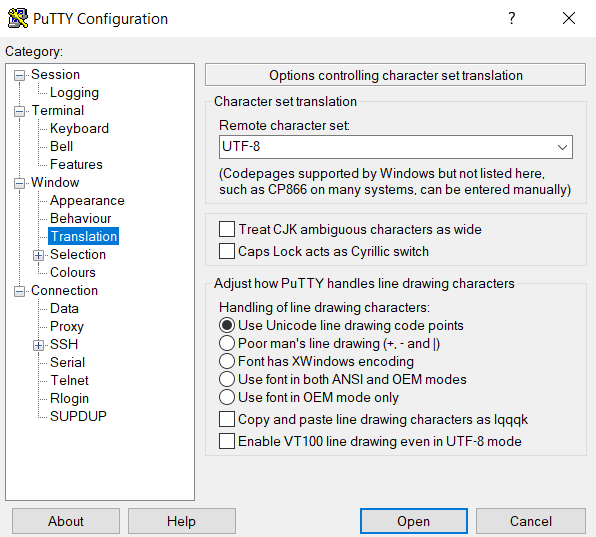 PuTTY Configuration
?
Category:
Session
Logging
Terminal
Keyboard
Bell
Features
Window
Appearance
Behaviour
Translation
Selection
Colours
Connection
Data
Proxy
SSH
Serial
Telnet
Rlogin
SUPDUP
Options controlling character set translation
Character set translation
Remote character set:
UTF-8
(Codepages supported by Windows but not listed here,
such as CP866 on many systems, can be entered manually)
Treat CJK ambiguous characters as wide
Caps Lock acts as Cyrillic switch
Adjust how PuTTY handles line drawing characters
Handling of line drawing characters:
Use Unicode line drawing code points
Poor man's line drawing (+, - and |)
Font has XWindows encoding
Use font in both ANSI and OEM modes
Use font in OEM mode only
Copy and paste line drawing characters as lqqqk
Enable VT100 line drawing even in UTF-8 mode
About
Help
Open
Cancel